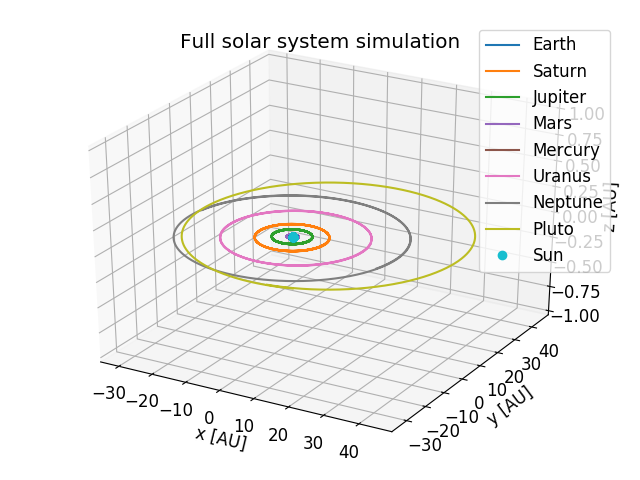 Full solar system simulation
Earth
Saturn
Jupiter
Mars
Mercury
Uranus
Neptune
Pluto
Sun
1.00
0.75
0.50
0.25
0.00
−0.25
−0.50
−0.75
−1.00
z [AU]
−30
−20
−10
0
10
20
30
40
x [AU]
−30
−20
−10
0
10
20
30
40
y [AU]